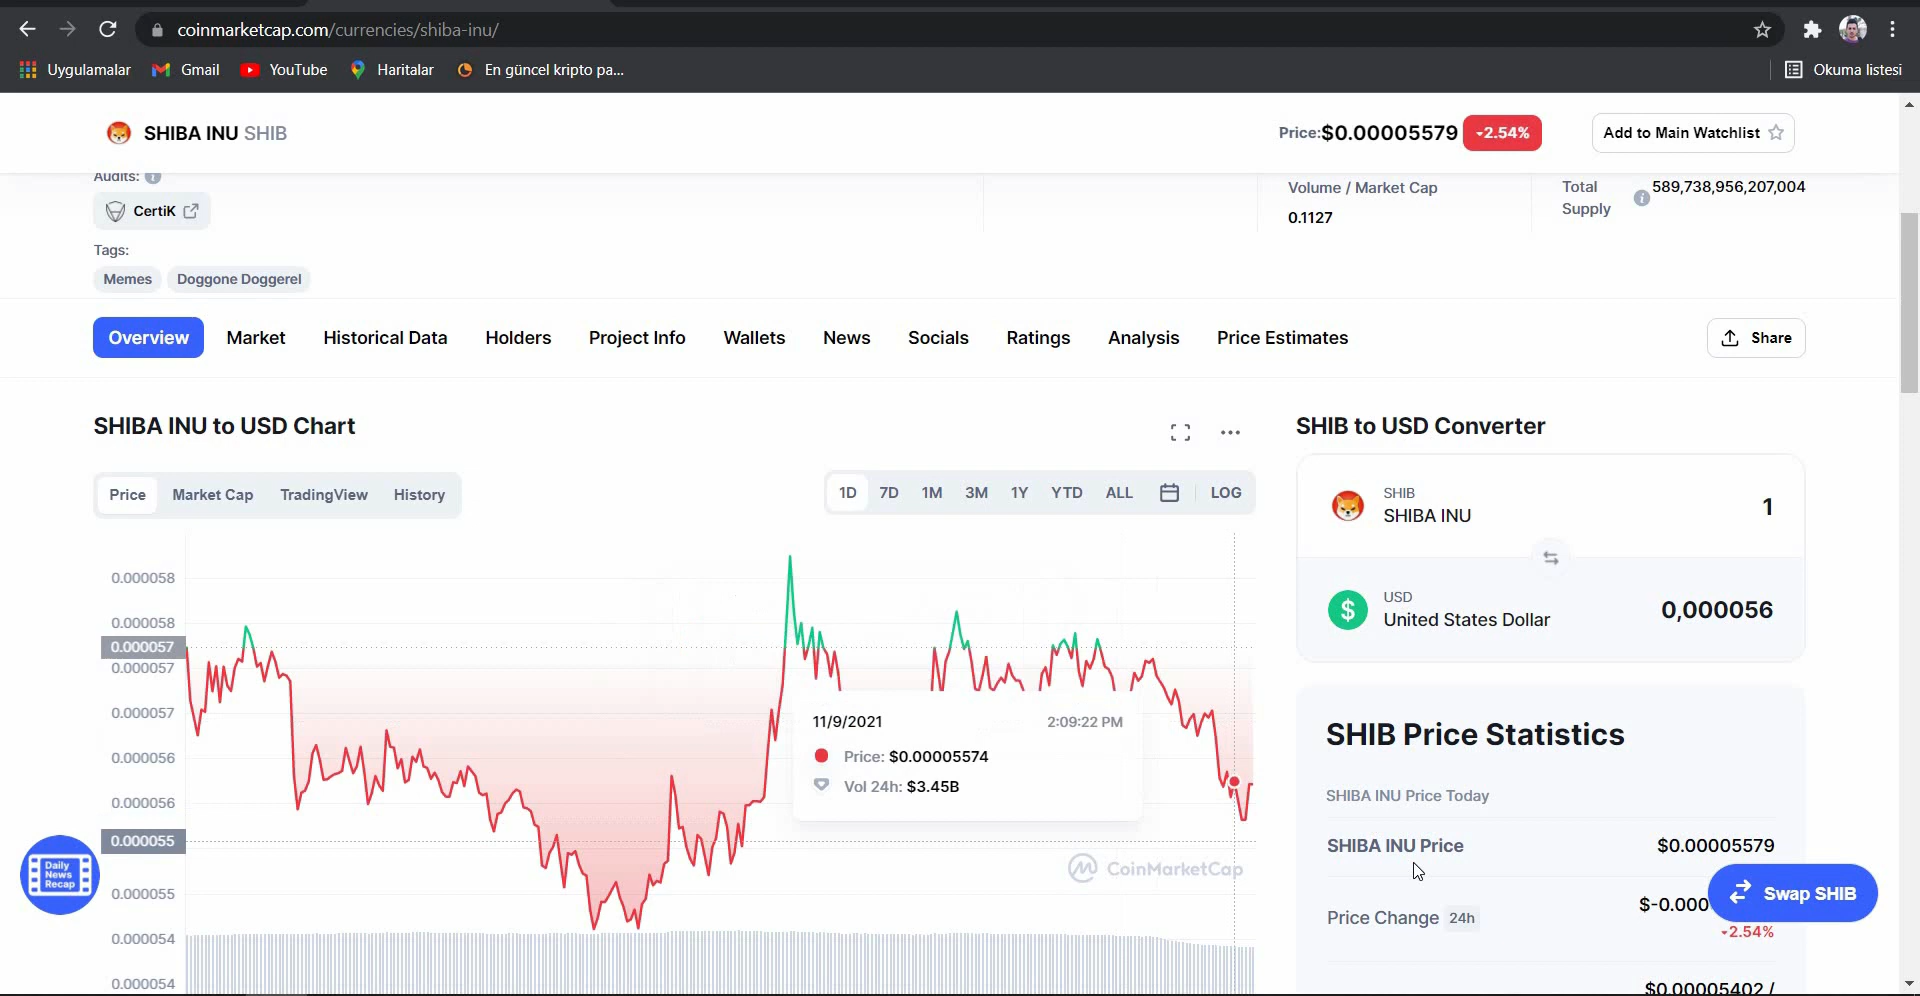 coinmarketcap.com/currencies/shiba-inu/
Uygulamalar Gmail YouTube Haritalar En güncel kripto pa... Okuma listesi
SHIBA INU SHIB Price:$0.00005579 -2.54% Add to Main Watchlist
Audits:
CertiK
Tags:
Memes Doggone Doggerel
Volume / Market Cap
0.1127
Total Supply 589,738,956,207,004
Overview Market Historical Data Holders Project Info Wallets News Socials Ratings Analysis Price Estimates Share
SHIBA INU to USD Chart
Price Market Cap TradingView History
1D 7D 1M 3M 1Y YTD ALL LOG
0.000058
0.000058
0.000057
0.000057
0.000057
0.000056
0.000056
0.000055
0.000055
0.000054
0.000054
11/9/2021 2:09:22 PM
Price: $0.00005574
Vol 24h: $3.45B
CoinMarketCap
Daily
News
Recap
SHIB to USD Converter
SHIB
SHIBA INU 1
USD
United States Dollar 0,000056
SHIB Price Statistics
SHIBA INU Price Today
SHIBA INU Price $0.00005579
Price Change 24h $-0.000
-2.54%
Swap SHIB
$0.00005402 /